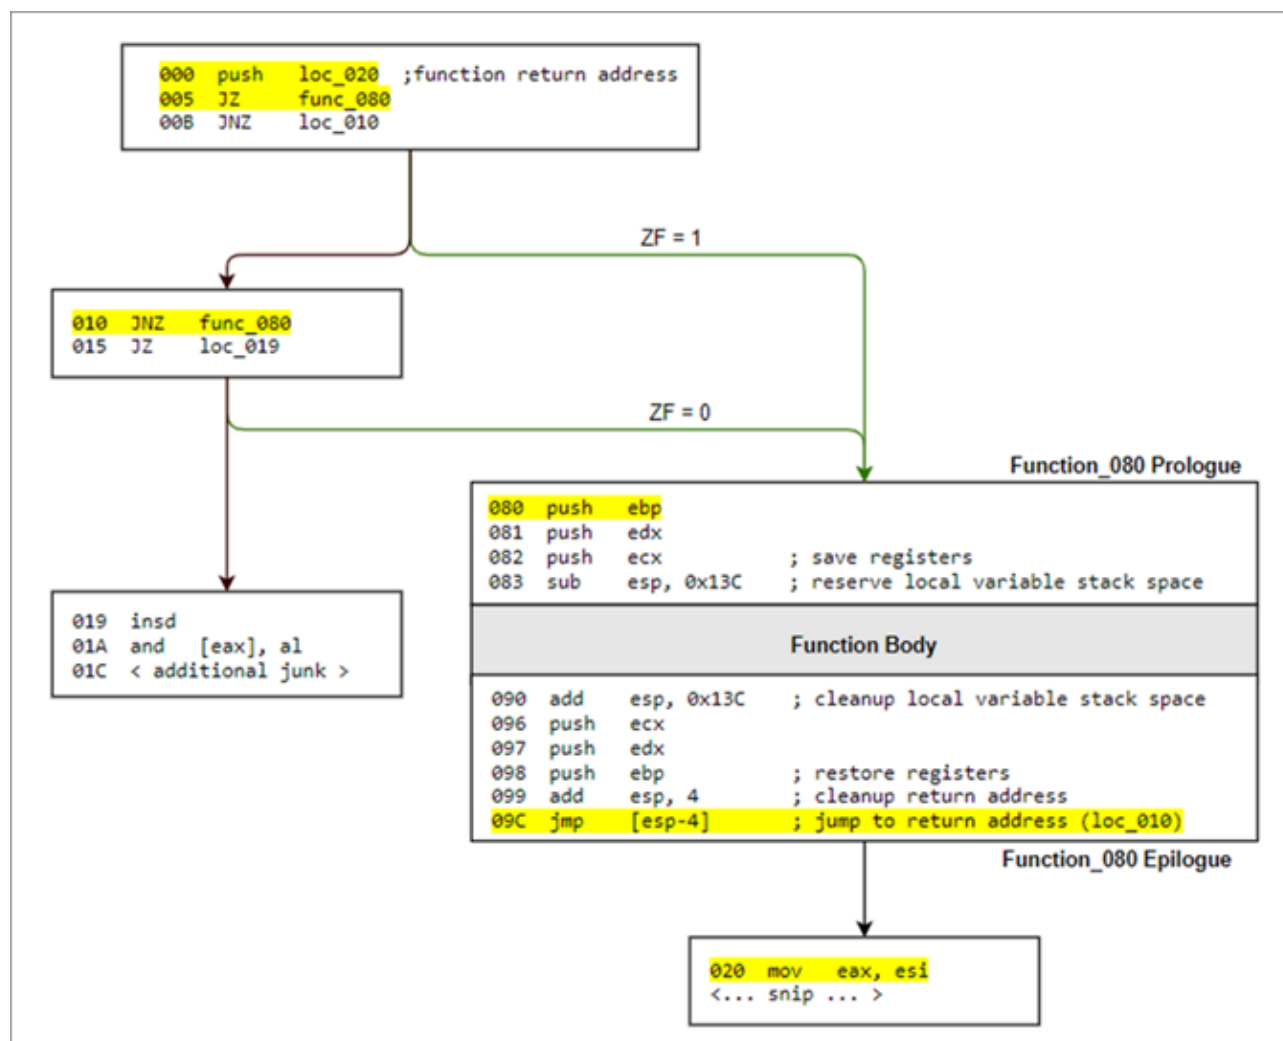 000 push loc_020 ;function return address
005 JZ func_080
00B JNZ loc_010
ZF = 1
010 JNZ func_080
015 JZ loc_019
ZF = 0
Function_080 Prologue
080 push ebp
081 push edx
082 push ecx ; save registers
083 sub esp, 0x13C ; reserve local variable stack space
019 insd
01A and [eax], al
01C < additional junk >
Function Body
090 add esp, 0x13C ; cleanup local variable stack space
096 push ecx
097 push edx
098 push ebp ; restore registers
099 add esp, 4 ; cleanup return address
09C jmp [esp-4] ; jump to return address (loc_010)
Function_080 Epilogue
020 mov eax, esi
<... snip ... >